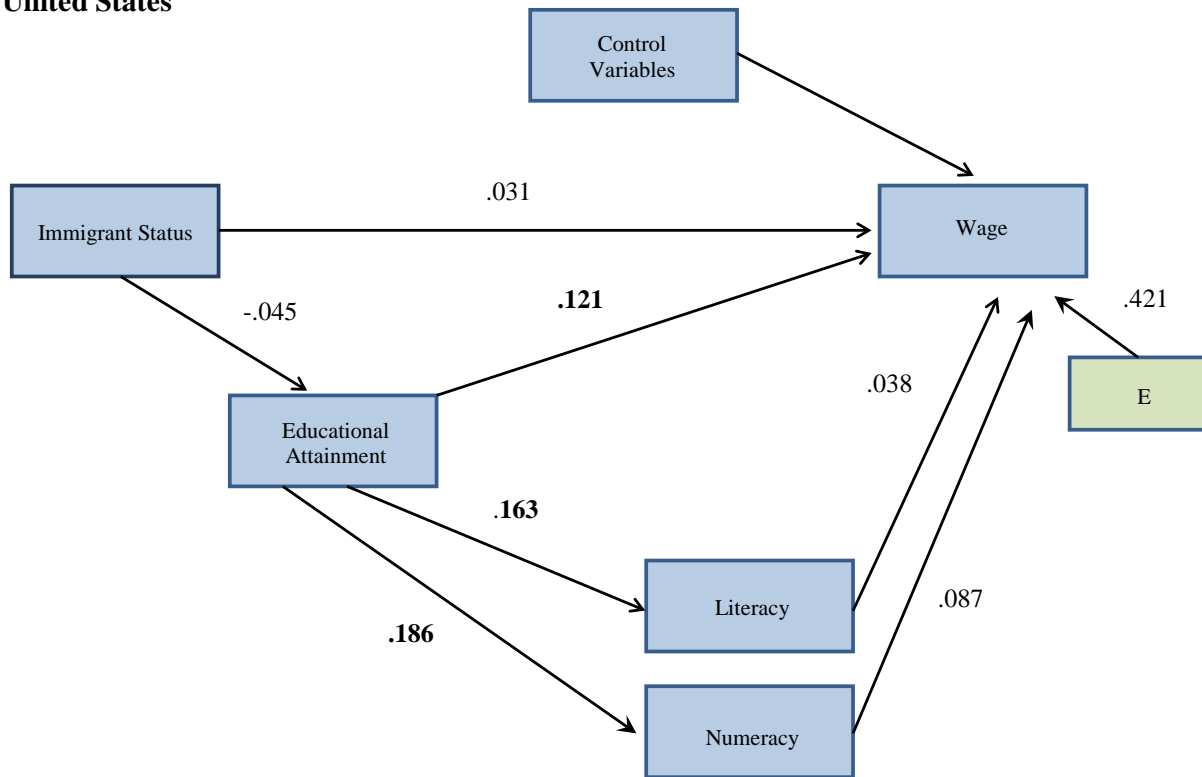 United States
Control
Variables
.031
Immigrant Status
Wage
-.045
.121
.421
.038
E
Educational
Attainment
.163
.087
Literacy
.186
Numeracy